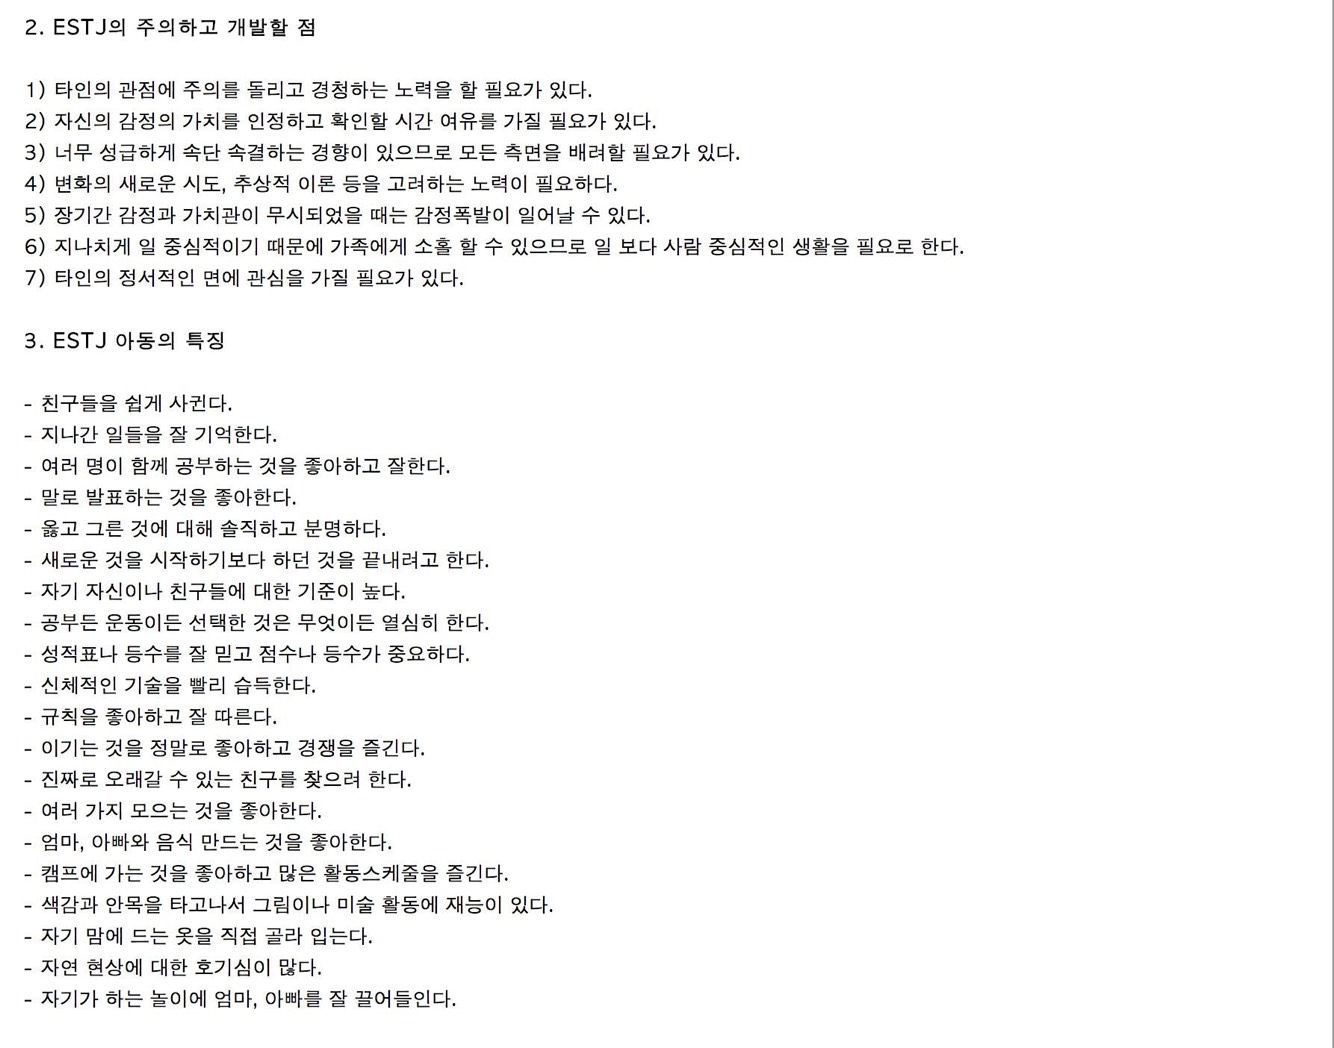 2. ESTJ의 주의하고 개발할 점
1) 타인의 관점에 주의를 돌리고 경청하는 노력을 할 필요가 있다.
2) 자신의 감정의 가치를 인정하고 확인할 시간 여유를 가질 필요가 있다.
3) 너무 성급하게 속단 속결하는 경향이 있으므로 모든 측면을 배려할 필요가 있다.
4) 변화의 새로운 시도, 추상적 이론 등을 고려하는 노력이 필요하다.
5) 장기간 감정과 가치관이 무시되었을 때는 감정폭발이 일어날 수 있다.
6) 지나치게 일 중심적이기 때문에 가족에게 소홀 할 수 있으므로 일 보다 사람 중심적인 생활을 필요로 한다.
7) 타인의 정서적인 면에 관심을 가질 필요가 있다.
3. ESTJ 아동의 특징
- 친구들을 쉽게 사귄다.
- 지나간 일들을 잘 기억한다.
- 여러 명이 함께 공부하는 것을 좋아하고 잘한다.
- 말로 발표하는 것을 좋아한다.
- 옳고 그른 것에 대해 솔직하고 분명하다.
- 새로운 것을 시작하기보다 하던 것을 끝내려고 한다.
- 자기 자신이나 친구들에 대한 기준이 높다.
- 공부든 운동이든 선택한 것은 무엇이든 열심히 한다.
- 성적표나 등수를 잘 믿고 점수나 등수가 중요하다.
- 신체적인 기술을 빨리 습득한다.
- 규칙을 좋아하고 잘 따른다.
- 이기는 것을 정말로 좋아하고 경쟁을 즐긴다.
- 진짜로 오래갈 수 있는 친구를 찾으려 한다.
- 여러 가지 모으는 것을 좋아한다.
- 엄마, 아빠와 음식 만드는 것을 좋아한다.
- 캠프에 가는 것을 좋아하고 많은 활동스케줄을 즐긴다.
- 색감과 안목을 타고나서 그림이나 미술 활동에 재능이 있다.
- 자기 맘에 드는 옷을 직접 골라 입는다.
- 자연 현상에 대한 호기심이 많다.
- 자기가 하는 놀이에 엄마, 아빠를 잘 끌어들인다.